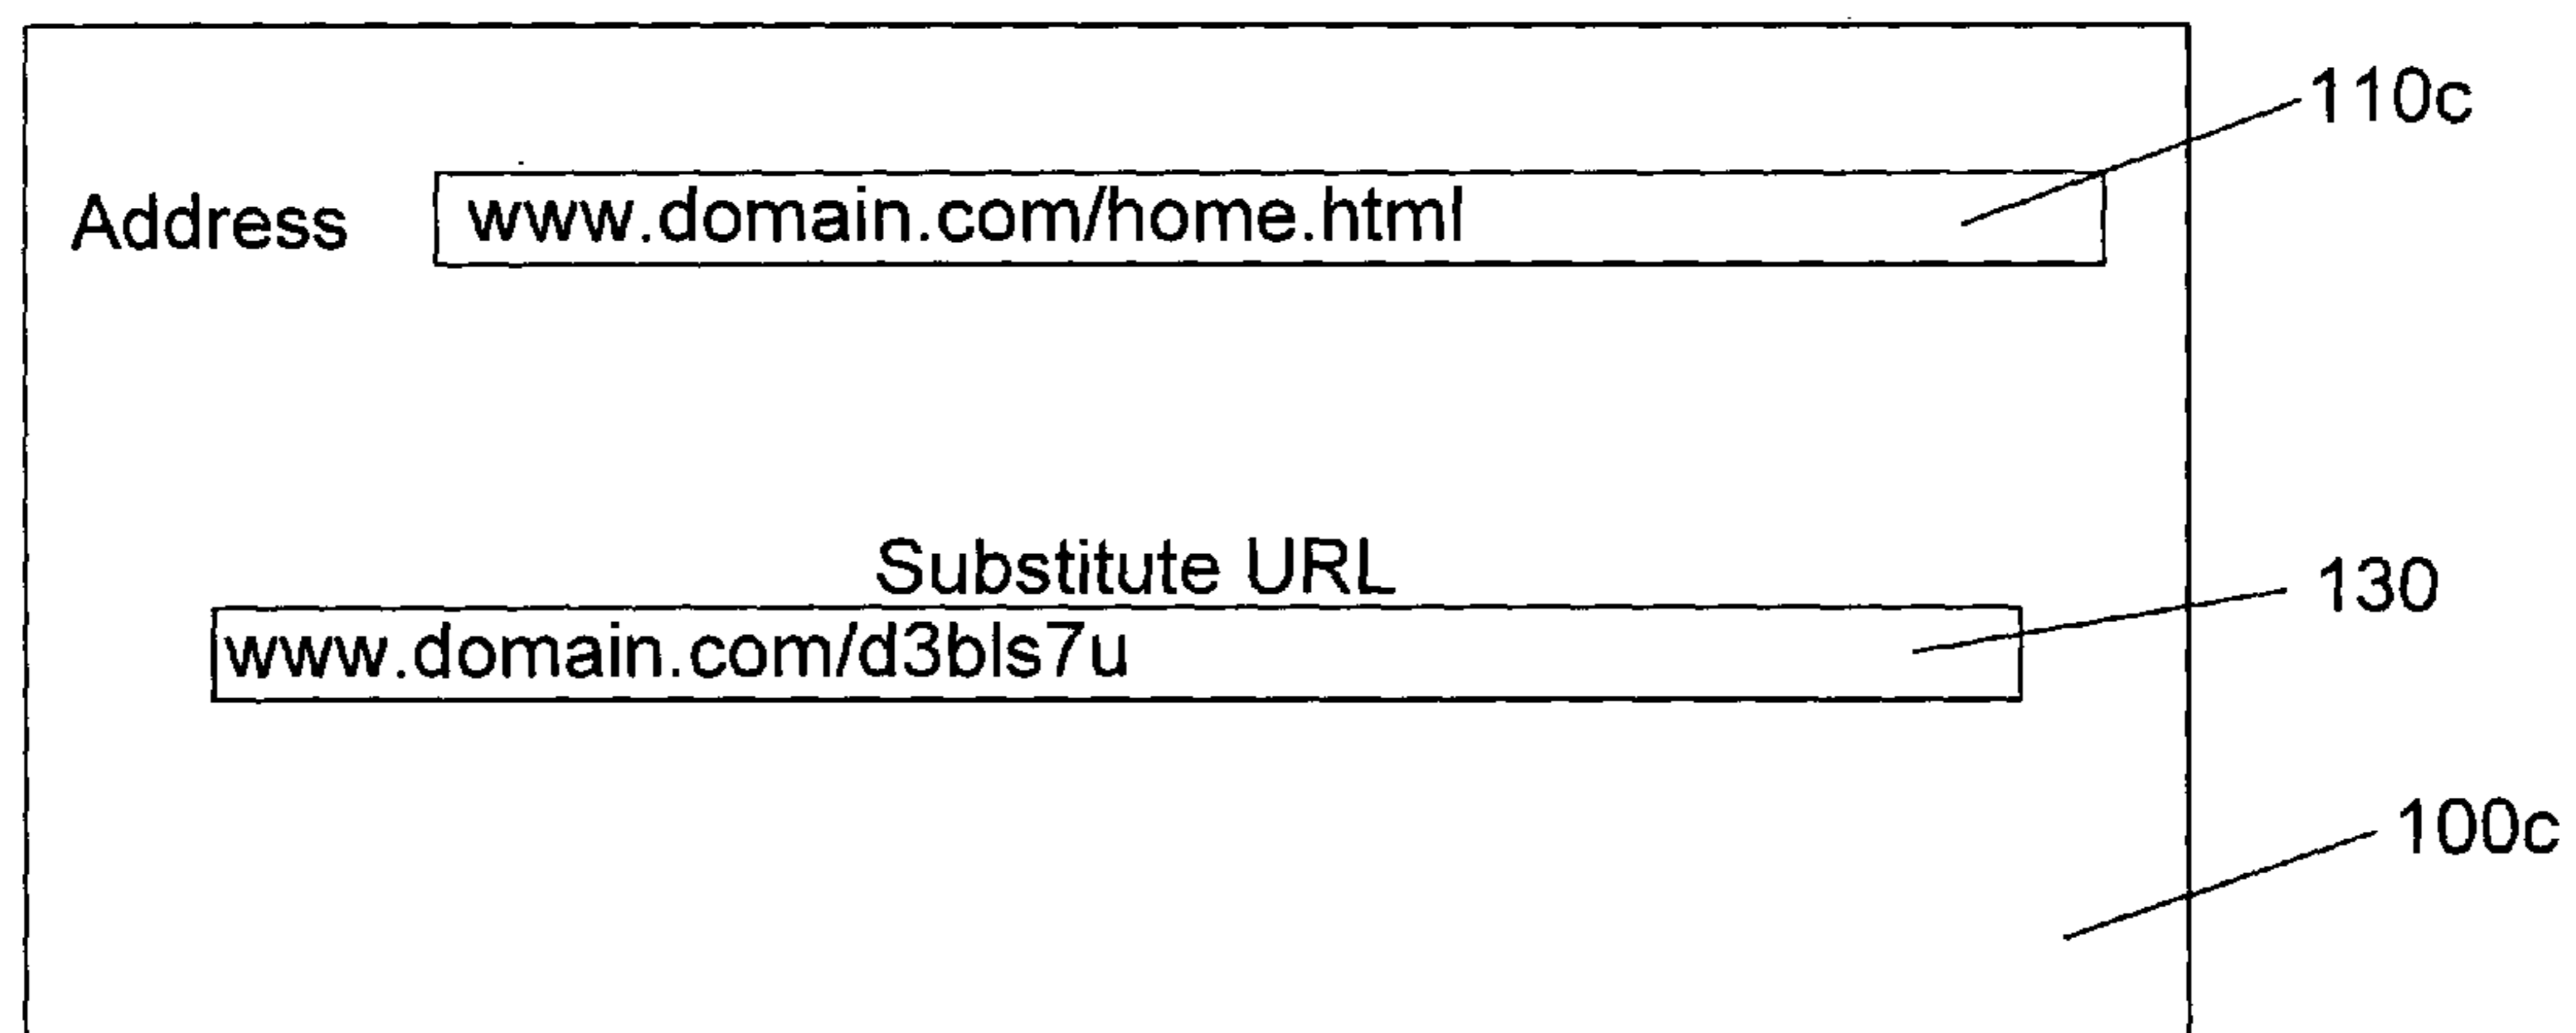 110c
Address www.domain.com/home.html
Substitute URL
130
www.domain.com/d3bls7u
100c